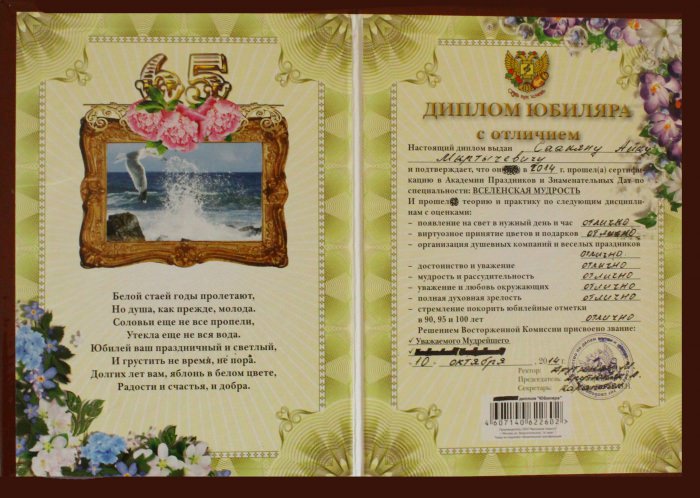 65
Белой стаей годы пролетают,
Но душа, как прежде, молода.
Соловьи еще не все пропели,
Утекла еще не вся вода.
Юбилей ваш праздничный и светлый,
И грустить не время, не пора.
Долгих лет вам, яблонь в белом цвете,
Радости и счастья, и добра.
ДИПЛОМ ЮБИЛЯРА
с отличием
Настоящий диплом выдан Саакяну
Мартычевичу
и подтверждает, что он в 2014 г. прошел(а) сертифи-
кацию в Академии Праздников и Знаменательных Дат по
специальности: ВСЕЛЕНСКАЯ МУДРОСТЬ
И прошел теорию и практику по следующим дисципли-
нам с оценками:
– появление на свет в нужный день и час отлично
– виртуозное принятие цветов и подарков отлично
– организация душевных компаний и веселых праздников
отлично
– достоинство и уважение отлично
– мудрость и рассудительность отлично
– уважение и любовь окружающих отлично
– полная духовная зрелость отлично
– стремление покорить юбилейные отметки
в 90, 95 и 100 лет отлично
Решением Восторженной Комиссии присвоено звание:
√ Уважаемого Мудрейшего
10 октября 2014 г.
Ректор:
Председатель:
Секретарь:
диплом "Юбиляра"
4 607140 622602